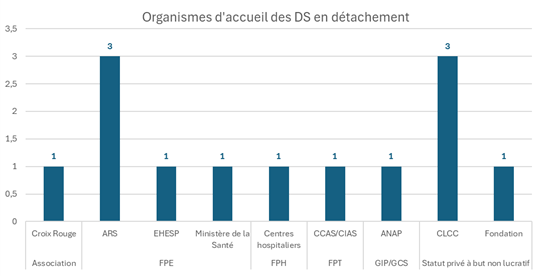 Organismes d'accueil des DS en détachement
3,5
3
2,5
2
1,5
1
0,5
0
1
3
1
1
1
1
1
3
1
Croix Rouge
ARS
EHESP
Ministère de la
Santé
Centres
hospitaliers
CCAS/CIAS
ANAP
CLCC
Fondation
Association
FPE
FPH
FPT
GIP/GCS
Statut privé à but non lucratif